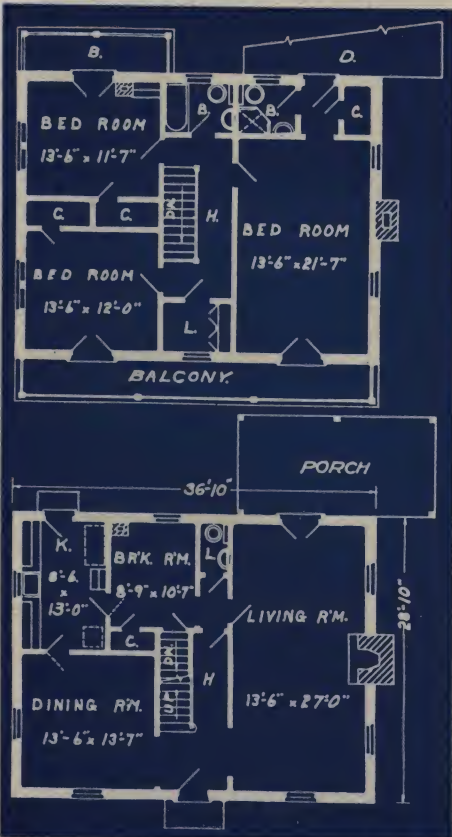 B.
D.
B.
B.
C.
BED ROOM
13'-6" x 11'-7"
C.
C.
DN.
H.
BED ROOM
13'-6" x 21'-7"
BED ROOM
13'-6" x 12'-0"
L.
BALCONY.
PORCH
36'-10"
K.
8'-6"
x
13'-0"
BRK. R'M.
8'-9" x 10'-7"
L.
C.
DN.
UP
H
LIVING R'M.
13'-6" x 27'-0"
28'-10"
DINING R'M.
13'-6" x 13'-7"